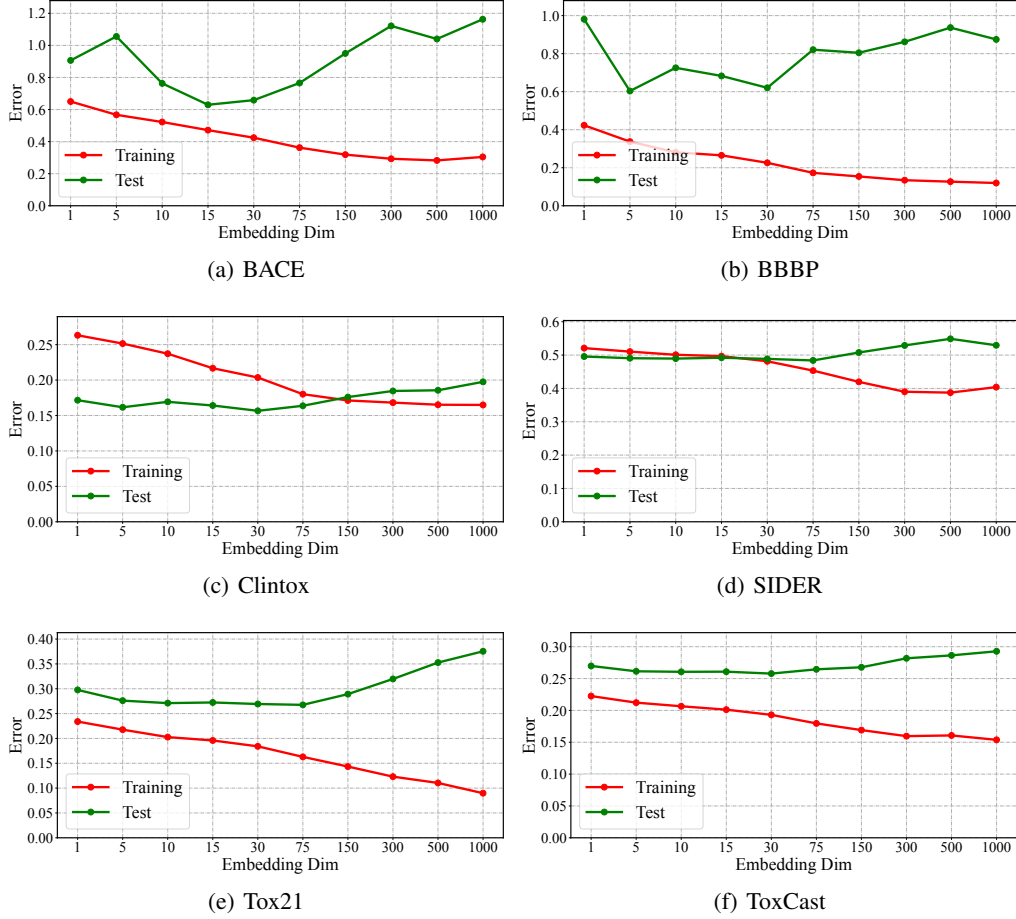 1.2
1.0
0.8
0.6
0.4
0.2
0.0
Error
Training
Test
1 5 10 15 30 75 150 300 500 1000
Embedding Dim
(a) BACE
1.0
0.8
0.6
0.4
0.2
0.0
Error
Training
Test
1 5 10 15 30 75 150 300 500 1000
Embedding Dim
(b) BBBP
0.25
0.20
0.15
0.10
0.05
0.00
Error
Training
Test
1 5 10 15 30 75 150 300 500 1000
Embedding Dim
(c) Clintox
0.6
0.5
0.4
0.3
0.2
0.1
0.0
Error
Training
Test
1 5 10 15 30 75 150 300 500 1000
Embedding Dim
(d) SIDER
0.40
0.35
0.30
0.25
0.20
0.15
0.10
0.05
0.00
Error
Training
Test
1 5 10 15 30 75 150 300 500 1000
Embedding Dim
(e) Tox21
0.30
0.25
0.20
0.15
0.10
0.05
0.00
Error
Training
Test
1 5 10 15 30 75 150 300 500 1000
Embedding Dim
(f) ToxCast